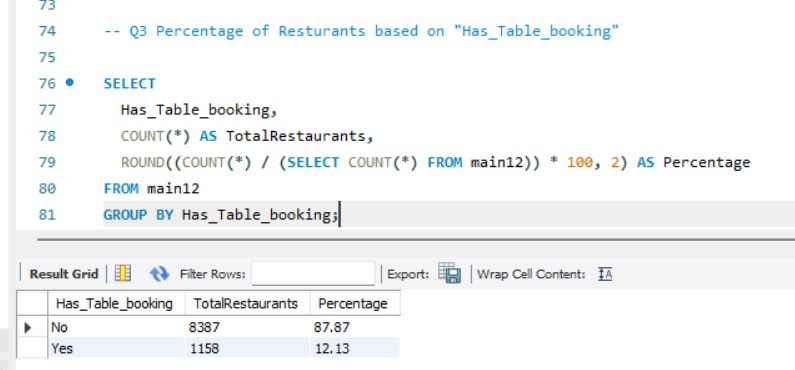 73
74 -- Q3 Percentage of Resturants based on "Has_Table_booking"
75
76 SELECT
77 Has_Table_booking,
78 COUNT(*) AS TotalRestaurants,
79 ROUND((COUNT(*) / (SELECT COUNT(*) FROM main12)) * 100, 2) AS Percentage
80 FROM main12
81 GROUP BY Has_Table_booking;
Result Grid Filter Rows: Export: Wrap Cell Content: IA
Has_Table_booking TotalRestaurants Percentage
No 8387 87.87
Yes 1158 12.13